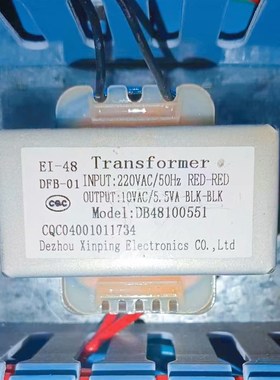 EI-48 Transformer
DFB-01 INPUT:220VAC/50Hz RED-RED
CQC OUTPUT:10VAC/5.5VA BLK-BLK
Model:DB4810055I
CQC04001011734
Dezhou Xinping Electronics CO.,Ltd